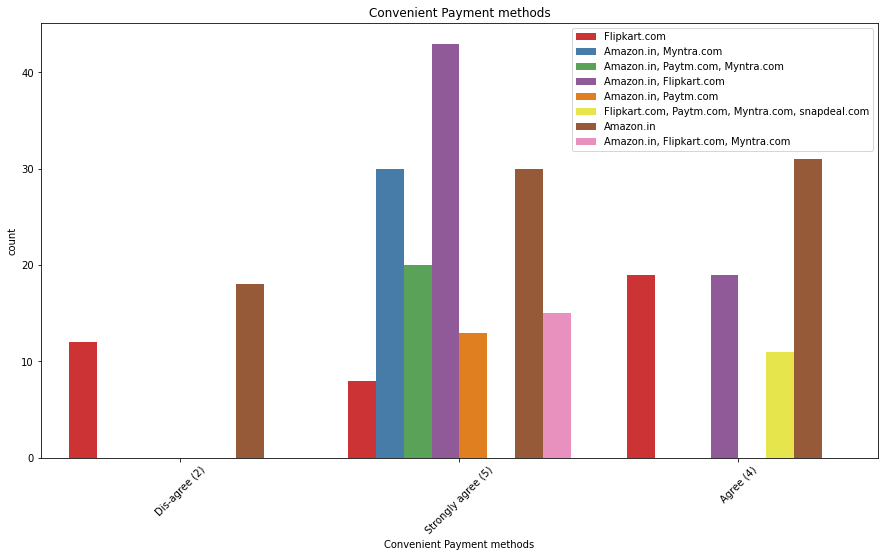 Convenient Payment methods
Flipkart.com
Amazon.in, Myntra.com
Amazon.in, Paytm.com, Myntra.com
Amazon.in, Flipkart.com
Amazon.in, Paytm.com
Flipkart.com, Paytm.com, Myntra.com, snapdeal.com
Amazon.in
Amazon.in, Flipkart.com, Myntra.com
count
40
30
20
10
0
Dis-agree (2)
Strongly agree (5)
Agree (4)
Convenient Payment methods